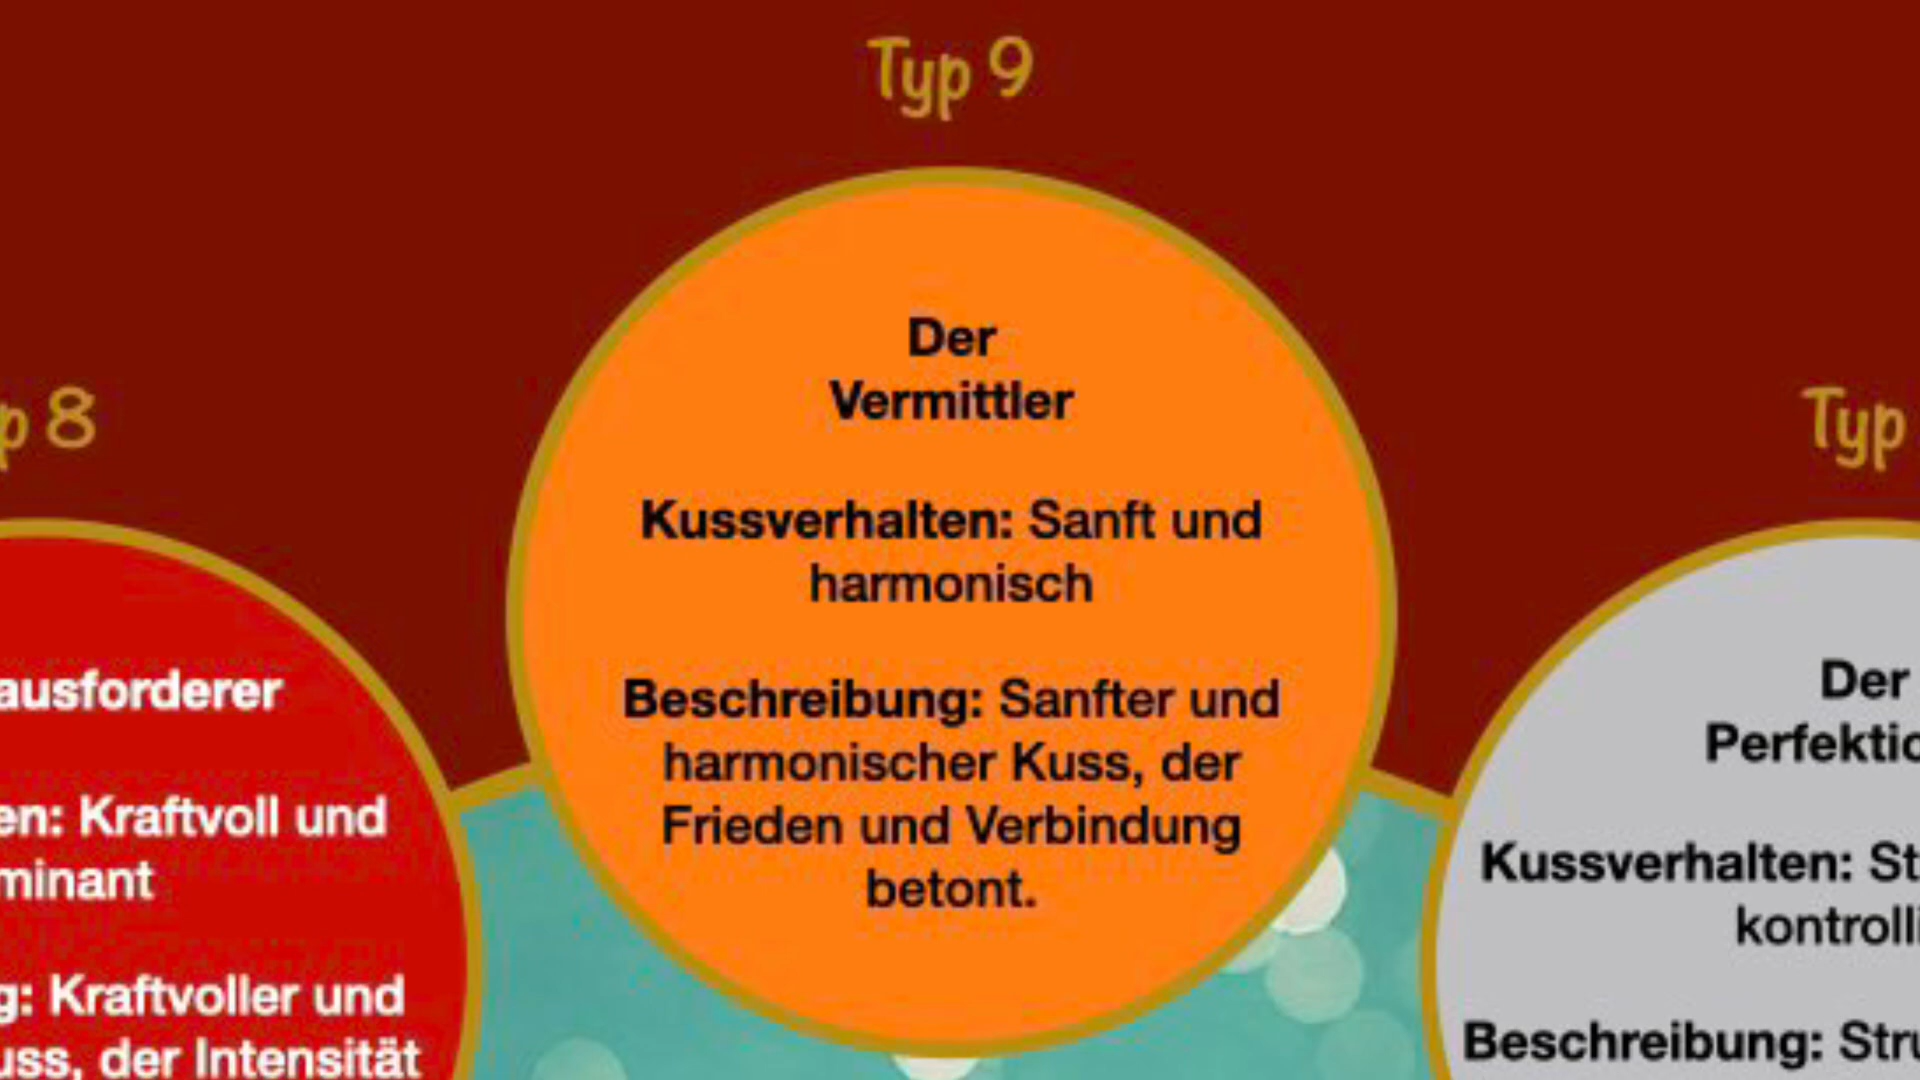 Typ 9
Der
Vermittler
Kussverhalten: Sanft und
harmonisch
Beschreibung: Sanfter und
harmonischer Kuss, der
Frieden und Verbindung
betont.
p 8
ausforderer
en: Kraftvoll und
minant
g: Kraftvoller und
uss, der Intensität
Typ
Der
Perfektio
Kussverhalten: St
kontrolli
Beschreibung: Stru